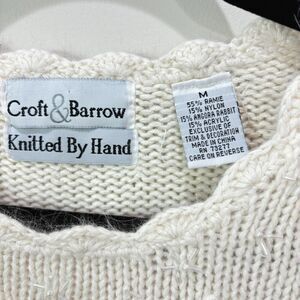 Croft&Barrow
Knitted By Hand
M
55% RAMIE
15% NYLON
15% ANGORA RABBIT
15% ACRYLIC
EXCLUSIVE OF
TRIM & DECORATION
MADE IN CHINA
RN 73277
CARE ON REVERSE